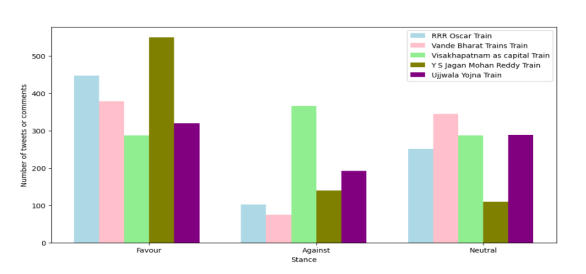 RRR Oscar Train
Vande Bharat Trains Train
Visakhapatnam as capital Train
Y S Jagan Mohan Reddy Train
Ujjwala Yojna Train
Number of tweets or comments
500
400
300
200
100
0
Favour
Against
Neutral
Stance